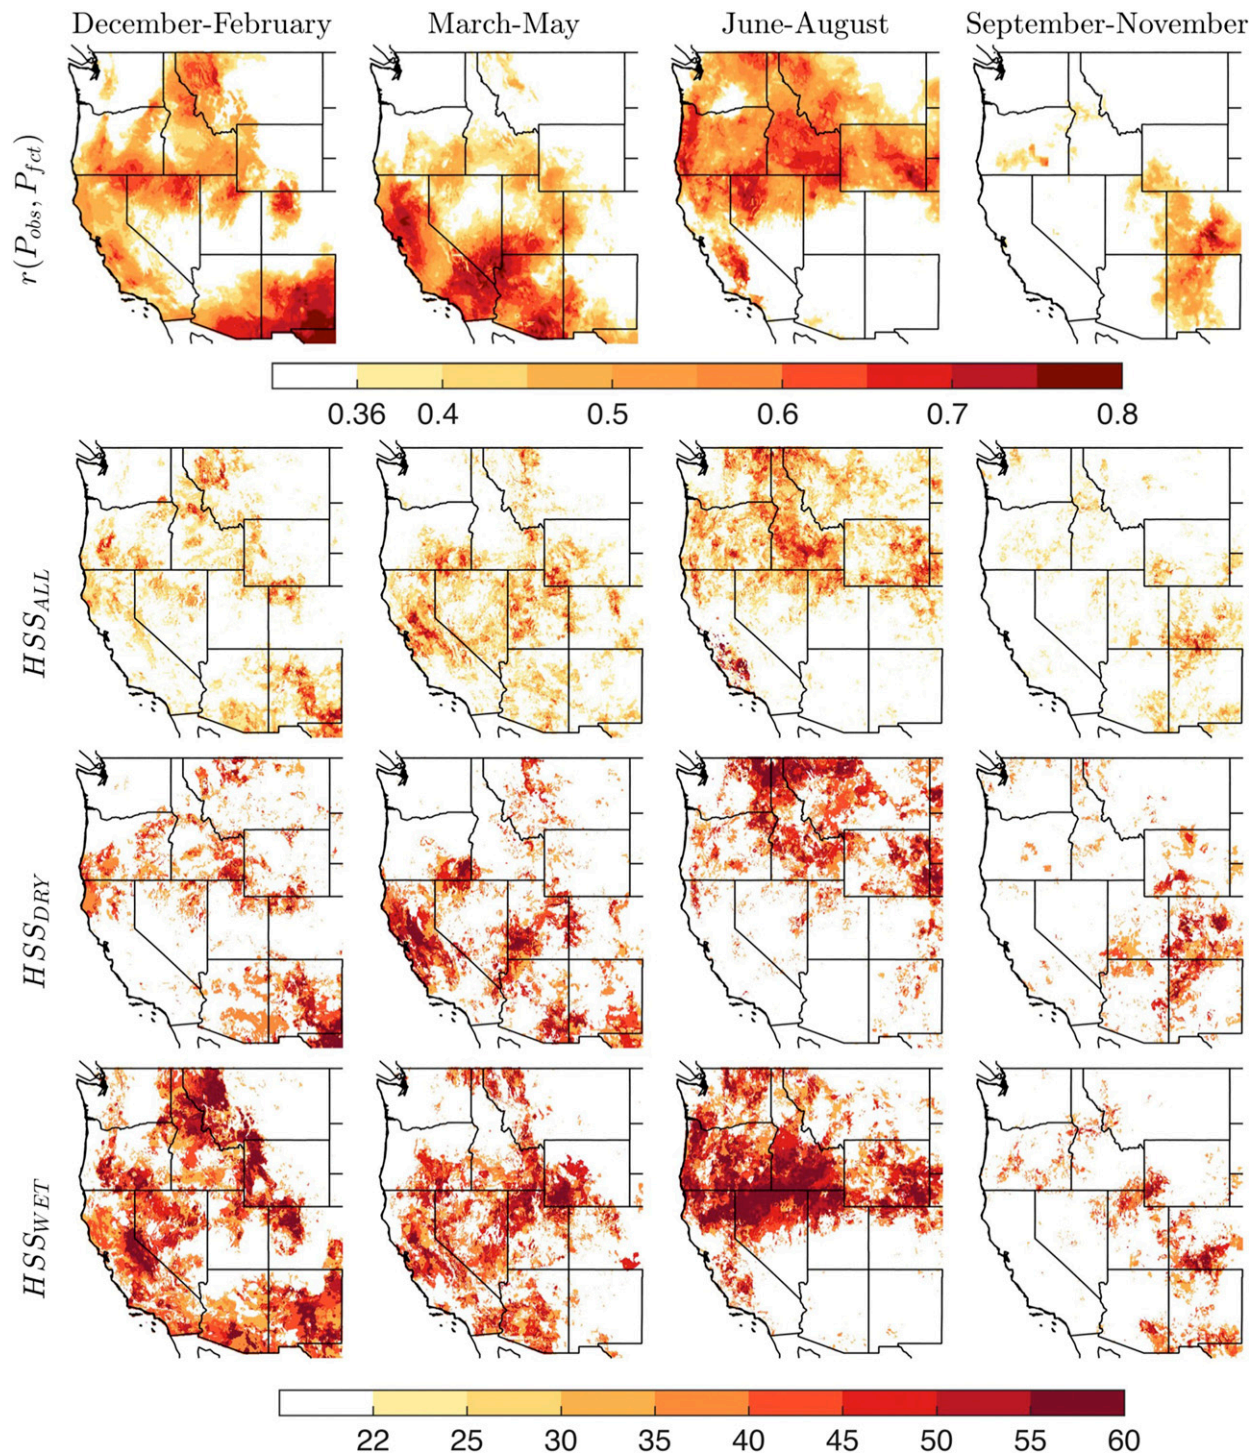 December-February March-May June-August September-November
r(P_obs, P_fct)
0.36 0.4 0.5 0.6 0.7 0.8
HSS_ALL
HSS_DRY
HSS_WET
22 25 30 35 40 45 50 55 60